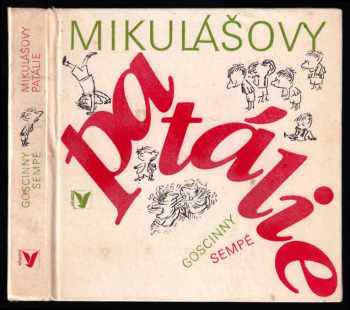 MIKULÁŠOVY
PATÁLIE
GOSCINNY
SEMPÉ
MIKULÁŠOVY
patálie
GOSCINNY
SEMPÉ